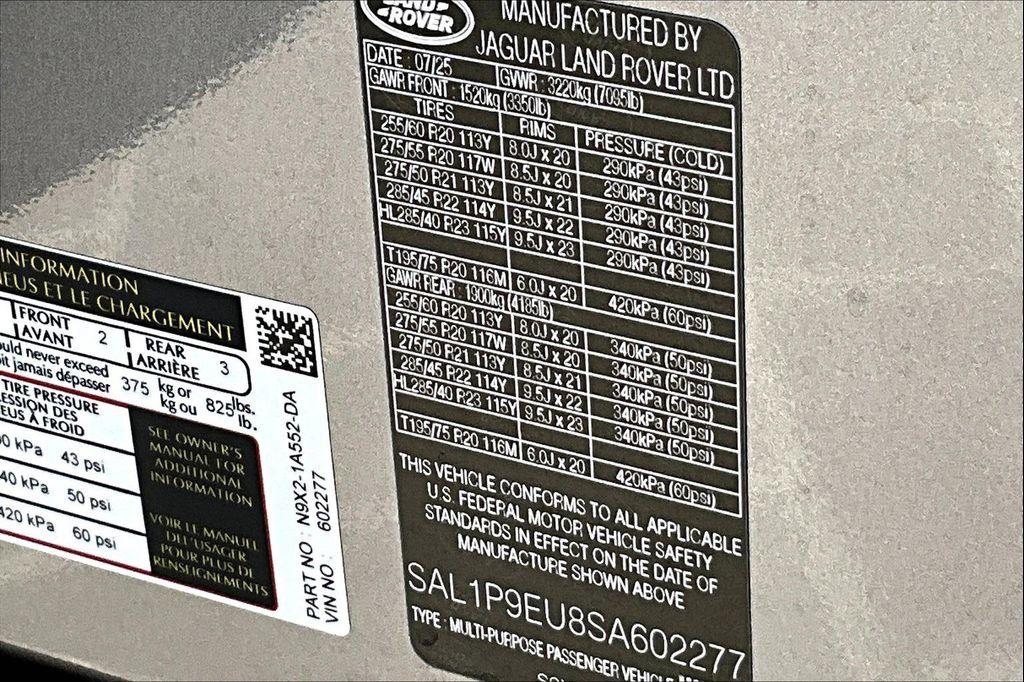 LAND
ROVER
MANUFACTURED BY
JAGUAR LAND ROVER LTD
DATE : 07/25 GVWR : 3220kg (7095lb)
GAWR FRONT : 1520kg (3350lb)
TIRES RIMS PRESSURE (COLD)
255/60 R20 113Y 8.0J x 20 290kPa (43psi)
275/55 R20 117W 8.5J x 20 290kPa (43psi)
275/50 R21 113Y 8.5J x 21 290kPa (43psi)
285/45 R22 114Y 9.5J x 22 290kPa (43psi)
HL285/40 R23 115Y 9.5J x 23 290kPa (43psi)
T195/75 R20 116M 6.0J x 20 420kPa (60psi)
GAWR REAR : 1900kg (4185lb)
255/60 R20 113Y 8.0J x 20 340kPa (50psi)
275/55 R20 117W 8.5J x 20 340kPa (50psi)
275/50 R21 113Y 8.5J x 21 340kPa (50psi)
285/45 R22 114Y 9.5J x 22 340kPa (50psi)
HL285/40 R23 115Y 9.5J x 23 340kPa (50psi)
T195/75 R20 116M 6.0J x 20 420kPa (60psi)
THIS VEHICLE CONFORMS TO ALL APPLICABLE
U.S. FEDERAL MOTOR VEHICLE SAFETY
STANDARDS IN EFFECT ON THE DATE OF
MANUFACTURE SHOWN ABOVE
SAL1P9EU8SA602277
TYPE : MULTI-PURPOSE PASSENGER VEHICLE
INFORMATION
EUS ET LE CHARGEMENT
FRONT 2 REAR 3
AVANT ARRIÈRE
uld never exceed 375 kg or 825 lbs.
it jamais dépasser kg ou lb.
TIRE PRESSURE
ESSION DES
EUS À FROID
0 kPa 43 psi
40 kPa 50 psi
420 kPa 60 psi
SEE OWNER'S
MANUAL FOR
ADDITIONAL
INFORMATION
VOIR LE MANUEL
DE L'USAGER
POUR PLUS DE
RENSEIGNEMENTS
PART NO : N9X2-1A552-DA
VIN NO : 602277